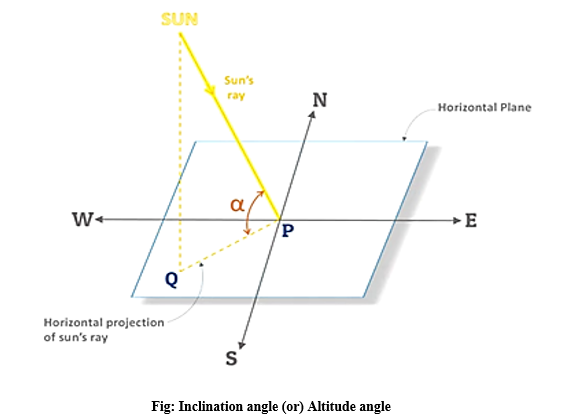 SUN
Sun's
ray
N
Horizontal Plane
α
W
E
P
Q
Horizontal projection
of sun's ray
S
Fig: Inclination angle (or) Altitude angle